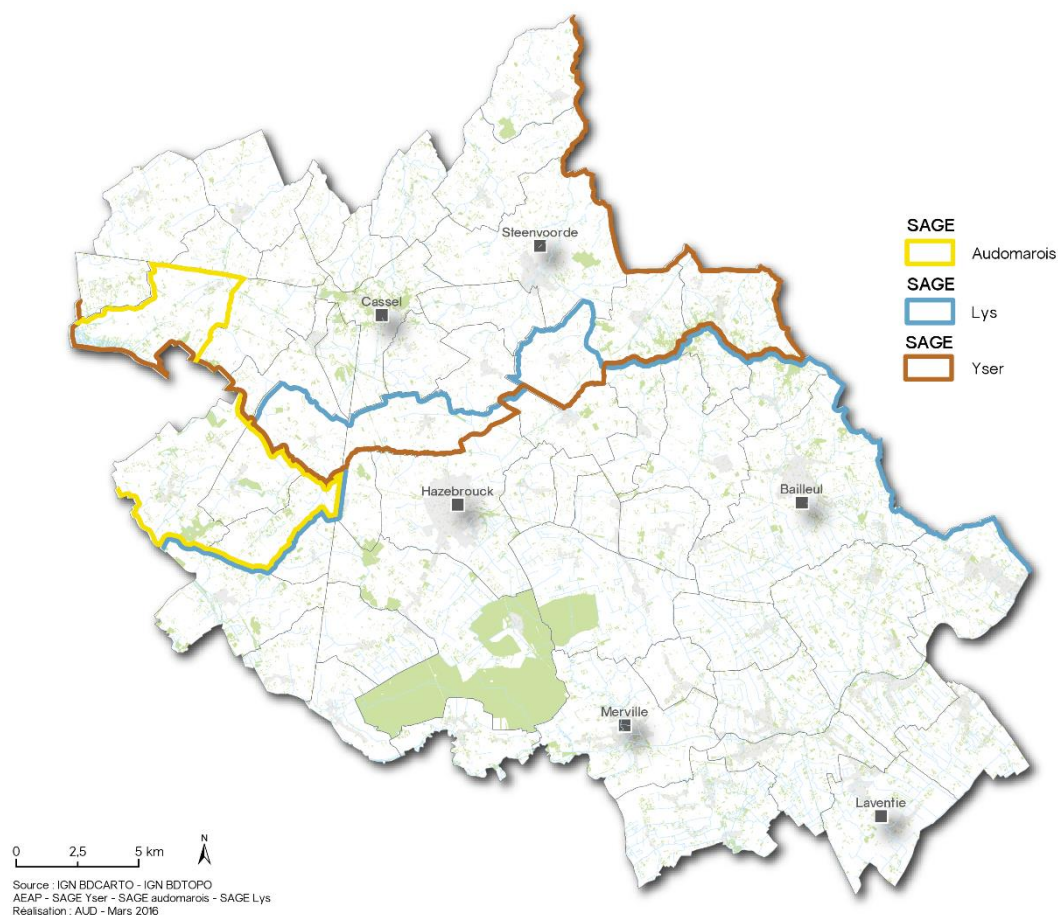 Steenvoorde
Cassel
Hazebrouck
Bailleul
Merville
Laventie
SAGE
Audomarois
SAGE
Lys
SAGE
Yser
0 2,5 5 km
N
Source : IGN BDCARTO - IGN BDTOPO
AEAP - SAGE Yser - SAGE audomarois - SAGE Lys
Réalisation : AUD - Mars 2016